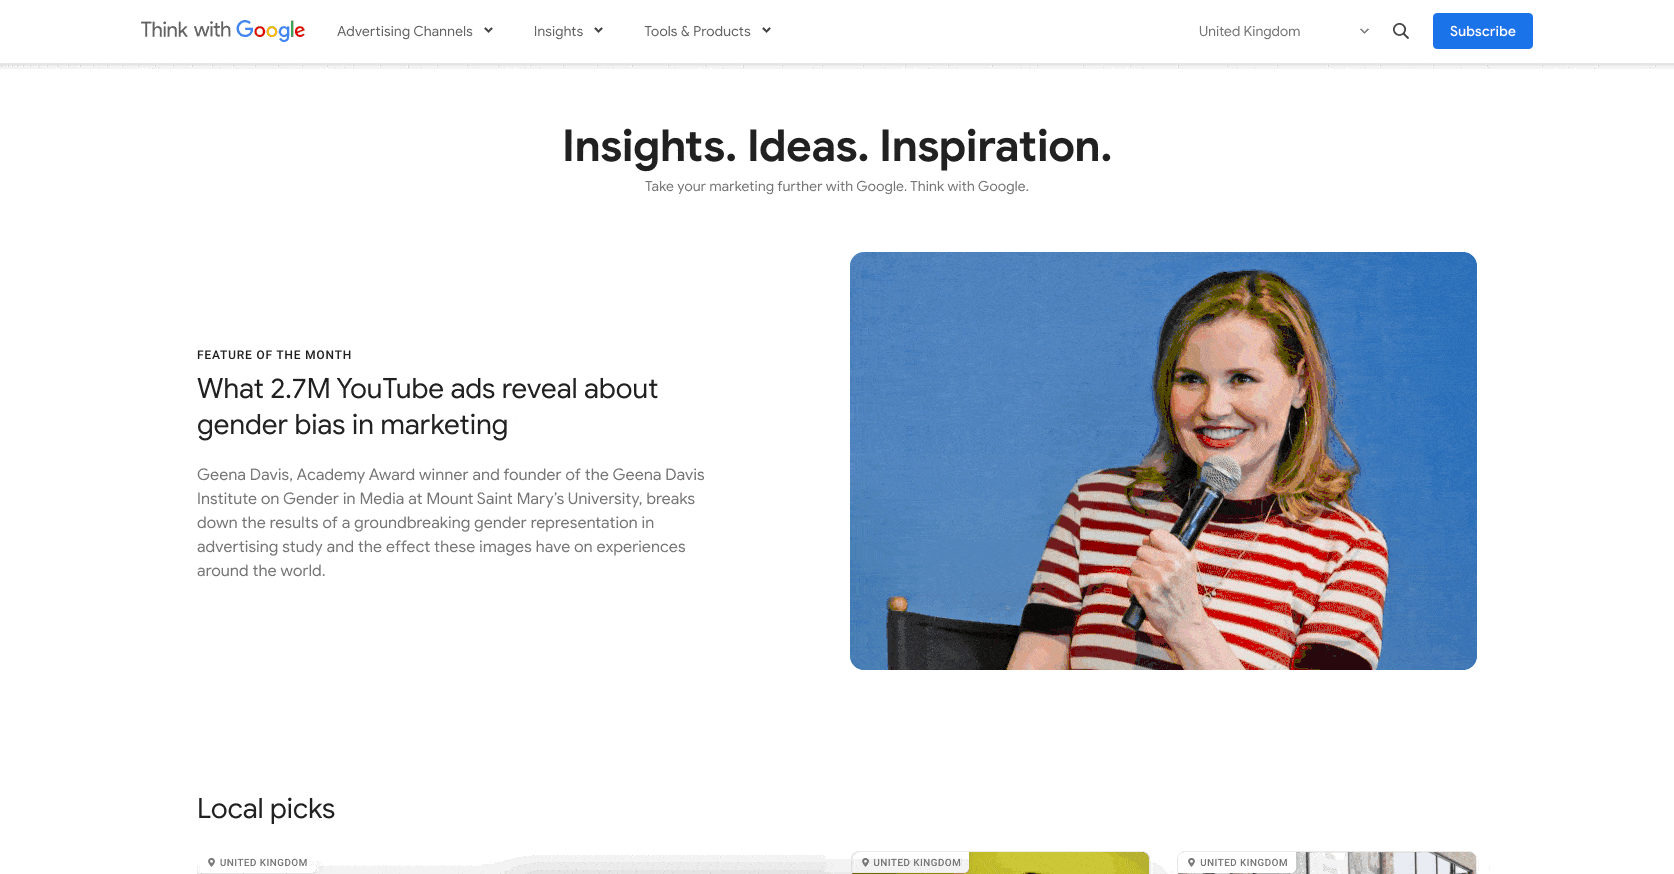 Think with Google
Advertising Channels
Insights
Tools & Products
United Kingdom
Subscribe
Insights. Ideas. Inspiration.
Take your marketing further with Google. Think with Google.
FEATURE OF THE MONTH
What 2.7M YouTube ads reveal about
gender bias in marketing
Geena Davis, Academy Award winner and founder of the Geena Davis
Institute on Gender in Media at Mount Saint Mary's University, breaks
down the results of a groundbreaking gender representation in
advertising study and the effect these images have on experiences
around the world.
Local picks
UNITED KINGDOM
UNITED KINGDOM
UNITED KINGDOM